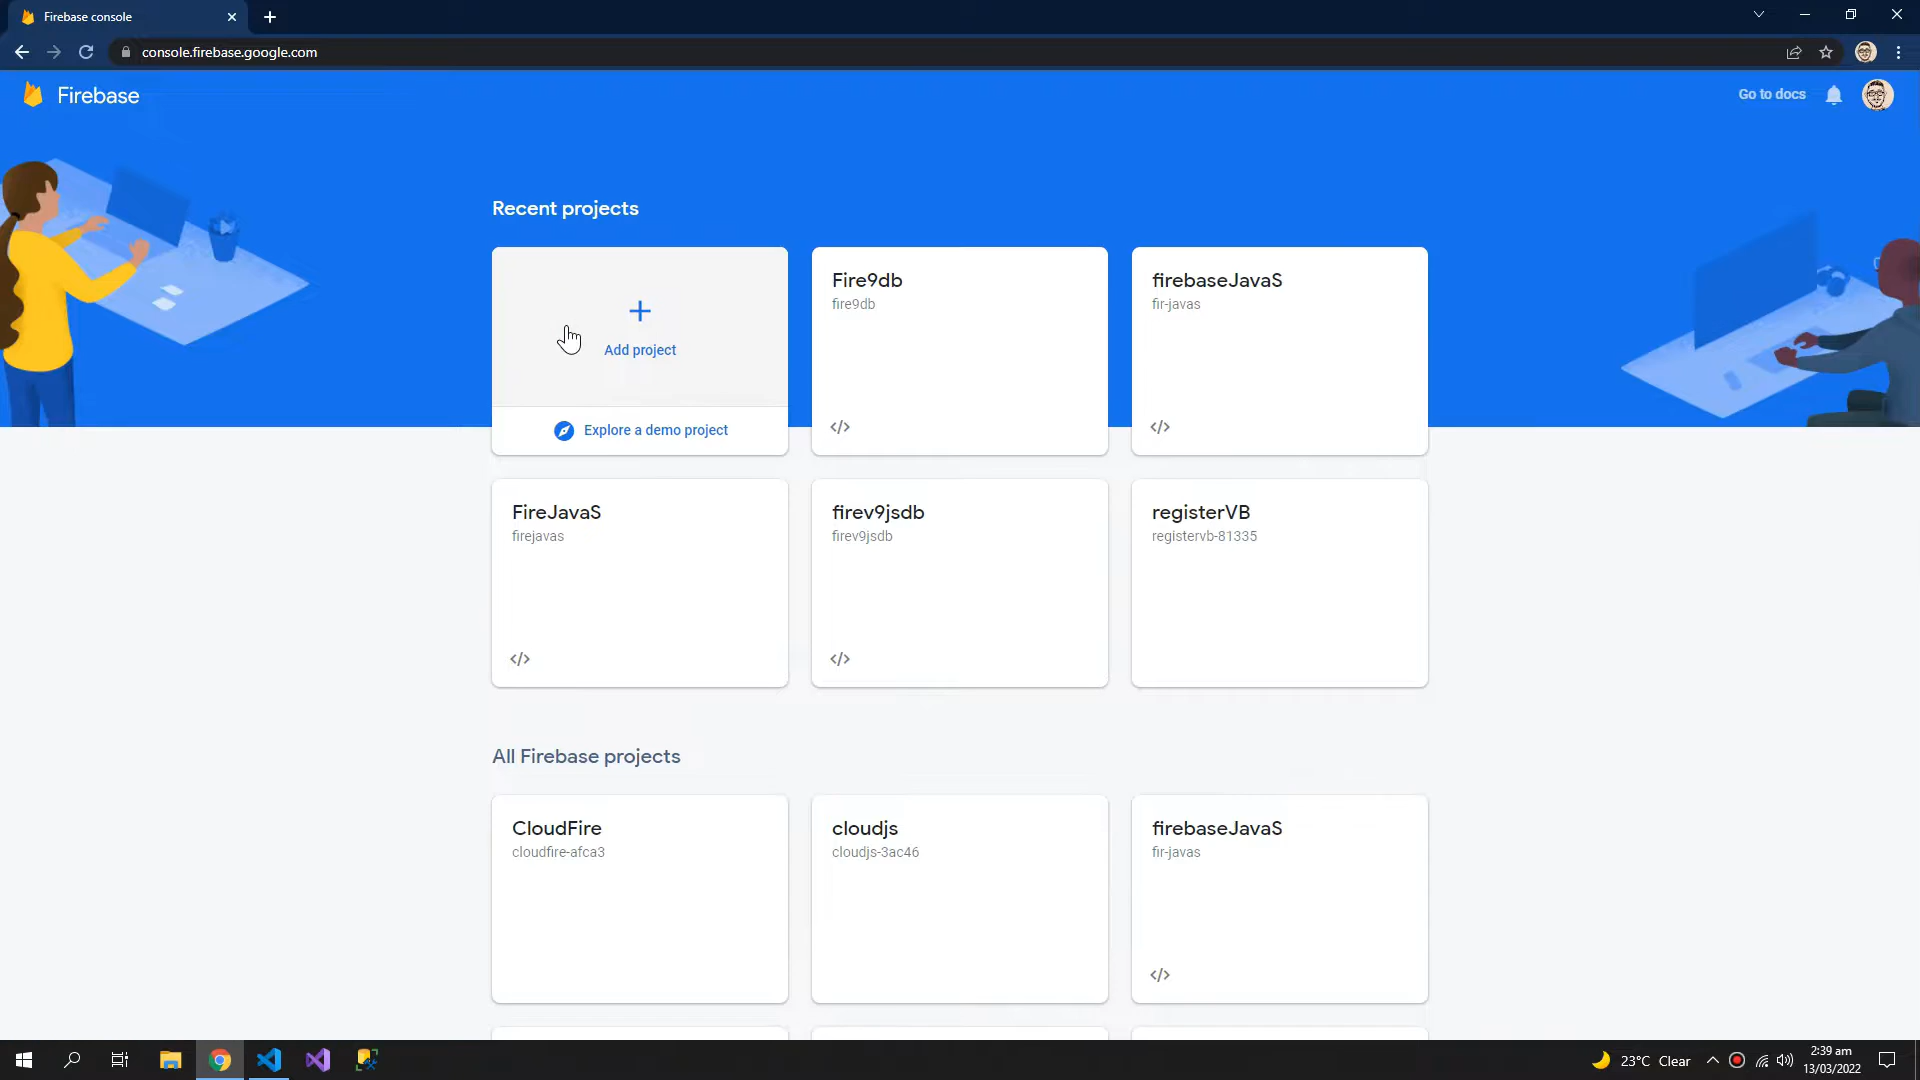 Firebase console
console.firebase.google.com
Firebase
Go to docs
Recent projects
Add project
Explore a demo project
Fire9db
fire9db
firebaseJavaS
fir-javas
FireJavaS
firejavas
firev9jsdb
firev9jsdb
registerVB
registervb-81335
All Firebase projects
CloudFire
cloudfire-afca3
cloudjs
cloudjs-3ac46
firebaseJavaS
fir-javas
23°C Clear
2:39 am
13/03/2022